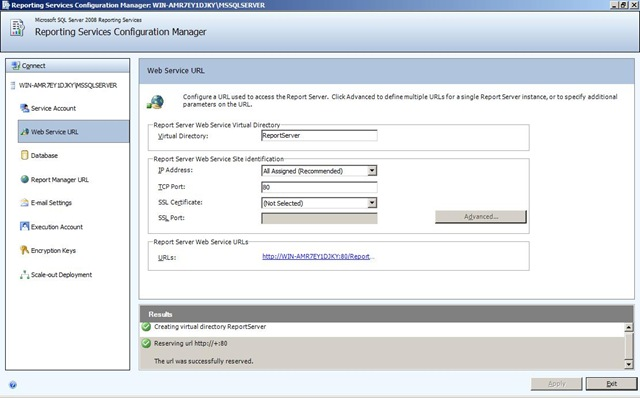 Reporting Services Configuration Manager: WIN-AMR7EY1DJKY\MSSQLSERVER
Microsoft SQL Server 2008 Reporting Services
Reporting Services Configuration Manager
Connect
WIN-AMR7EY1DJKY\MSSQLSERVER
Service Account
Web Service URL
Database
Report Manager URL
E-mail Settings
Execution Account
Encryption Keys
Scale-out Deployment
Web Service URL
Configure a URL used to access the Report Server. Click Advanced to define multiple URLs for a single Report Server instance, or to specify additional
parameters on the URL.
Report Server Web Service Virtual Directory
Virtual Directory: ReportServer
Report Server Web Service Site identification
IP Address: All Assigned (Recommended)
TCP Port: 80
SSL Certificate: (Not Selected)
SSL Port:
Advanced...
Report Server Web Service URLs
URLs: http://WIN-AMR7EY1DJKY:80/Report...
Results
Creating virtual directory ReportServer
Reserving url http://+:80
The url was successfully reserved.
Apply
Exit